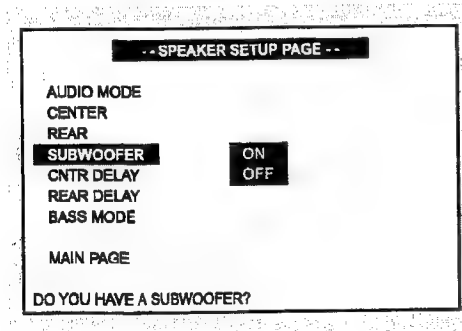 -- SPEAKER SETUP PAGE --
AUDIO MODE
CENTER
REAR
SUBWOOFER ON
CNTR DELAY OFF
REAR DELAY
BASS MODE
MAIN PAGE
DO YOU HAVE A SUBWOOFER?